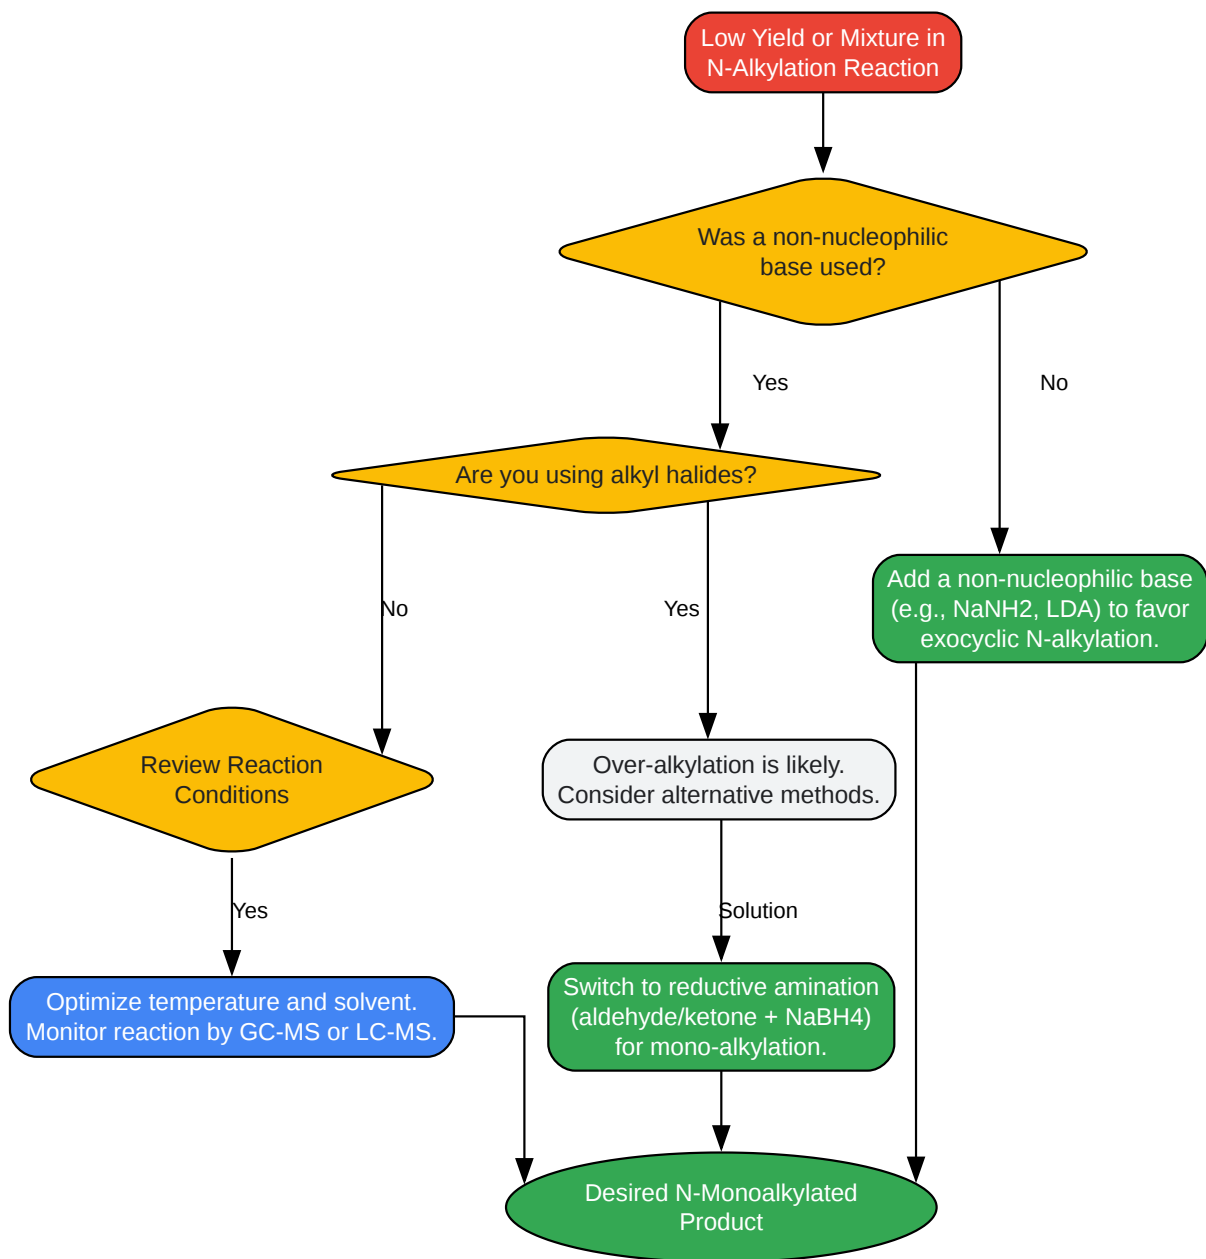 Low Yield or Mixture in
N-Alkylation Reaction
Was a non-nucleophilic
base used?
Yes
No
Are you using alkyl halides?
No
Yes
Add a non-nucleophilic base
(e.g., NaNH2, LDA) to favor
exocyclic N-alkylation.
Review Reaction
Conditions
Over-alkylation is likely.
Consider alternative methods.
Yes
Solution
Optimize temperature and solvent.
Monitor reaction by GC-MS or LC-MS.
Switch to reductive amination
(aldehyde/ketone + NaBH4)
for mono-alkylation.
Desired N-Monoalkylated
Product